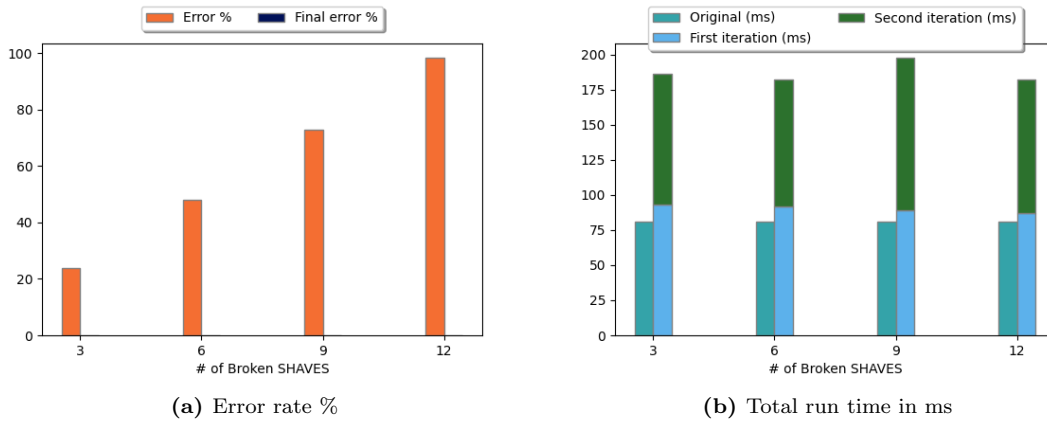 Error %
Final error %
100
80
60
40
20
0
3
6
9
12
# of Broken SHAVES
(a) Error rate %
Original (ms)
First iteration (ms)
Second iteration (ms)
200
175
150
125
100
75
50
25
0
3
6
9
12
# of Broken SHAVES
(b) Total run time in ms